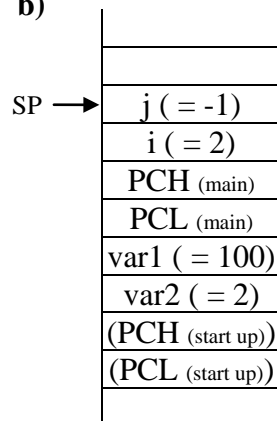 b)
SP j ( = -1)
i ( = 2)
PCH (main)
PCL (main)
var1 ( = 100)
var2 ( = 2)
(PCH (start up))
(PCL (start up))